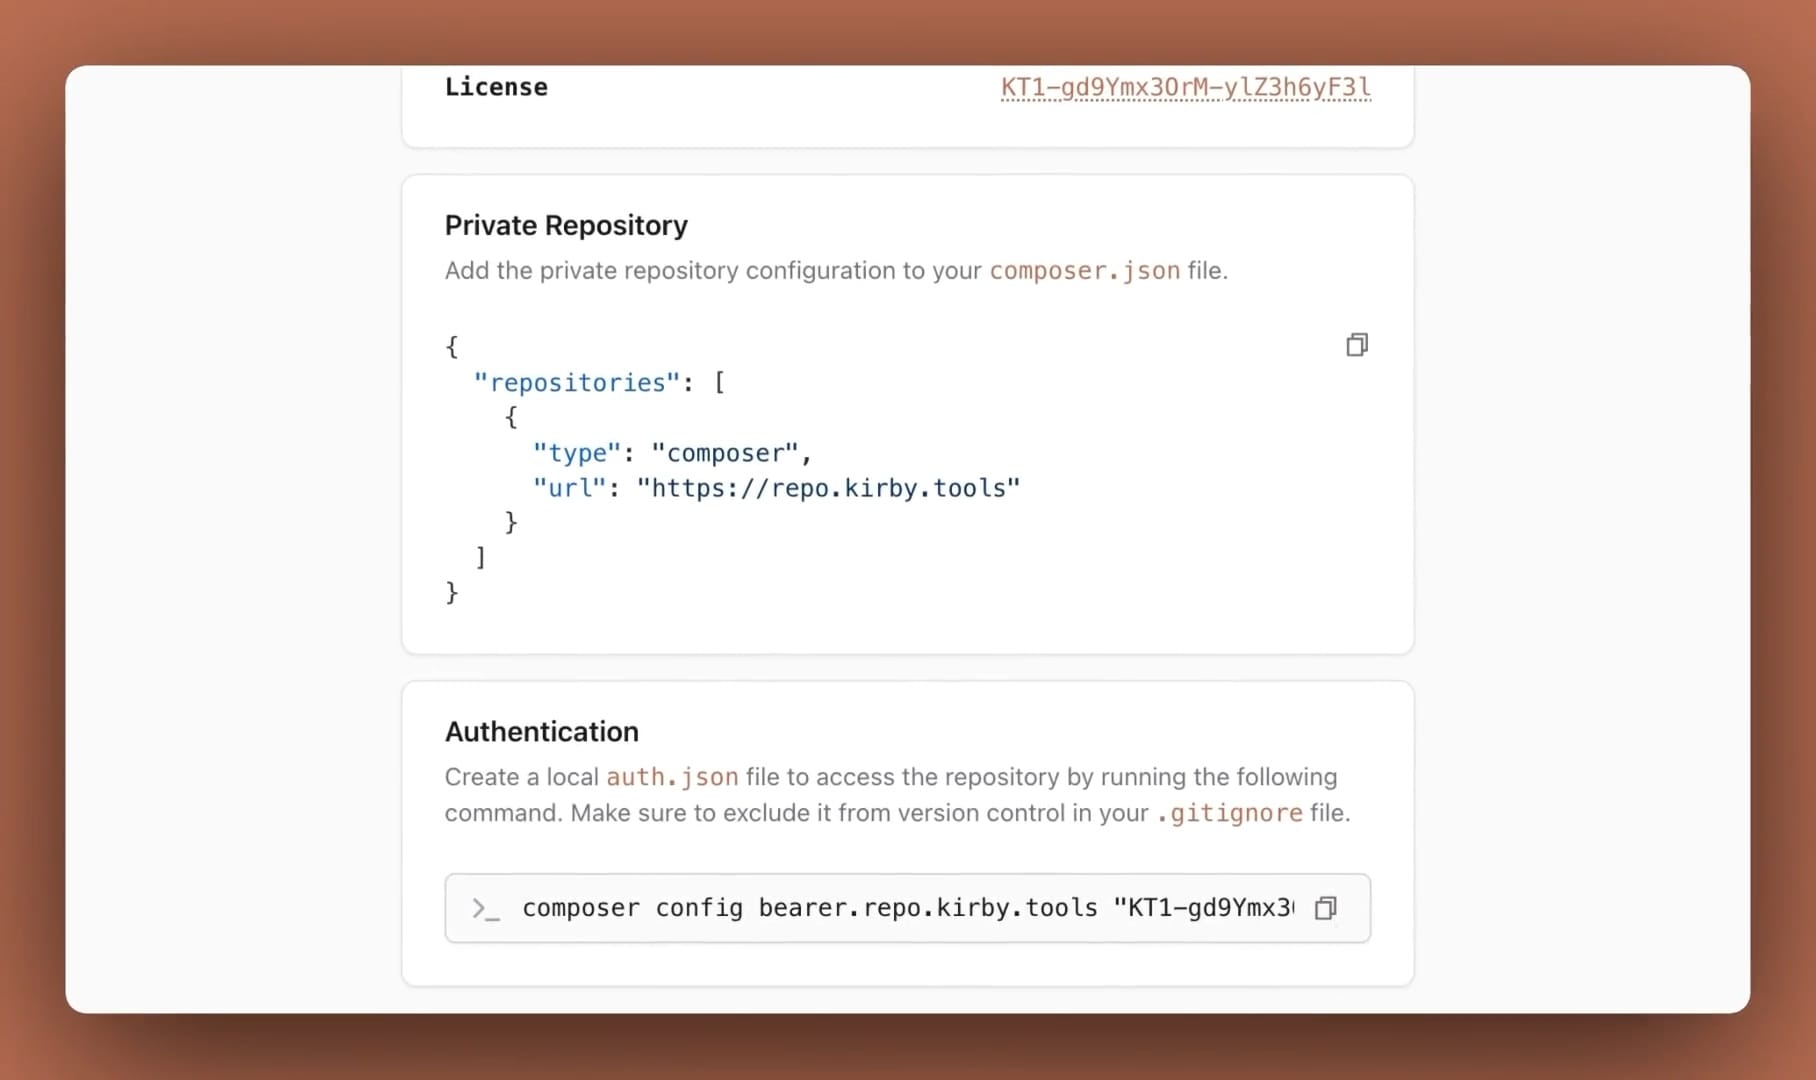 License KT1-gd9Ymx3OrM-ylZ3h6yF3l
Private Repository
Add the private repository configuration to your composer.json file.
{
"repositories": [
{
"type": "composer",
"url": "https://repo.kirby.tools"
}
]
}
Authentication
Create a local auth.json file to access the repository by running the following
command. Make sure to exclude it from version control in your .gitignore file.
>_ composer config bearer.repo.kirby.tools "KT1-gd9Ymx3